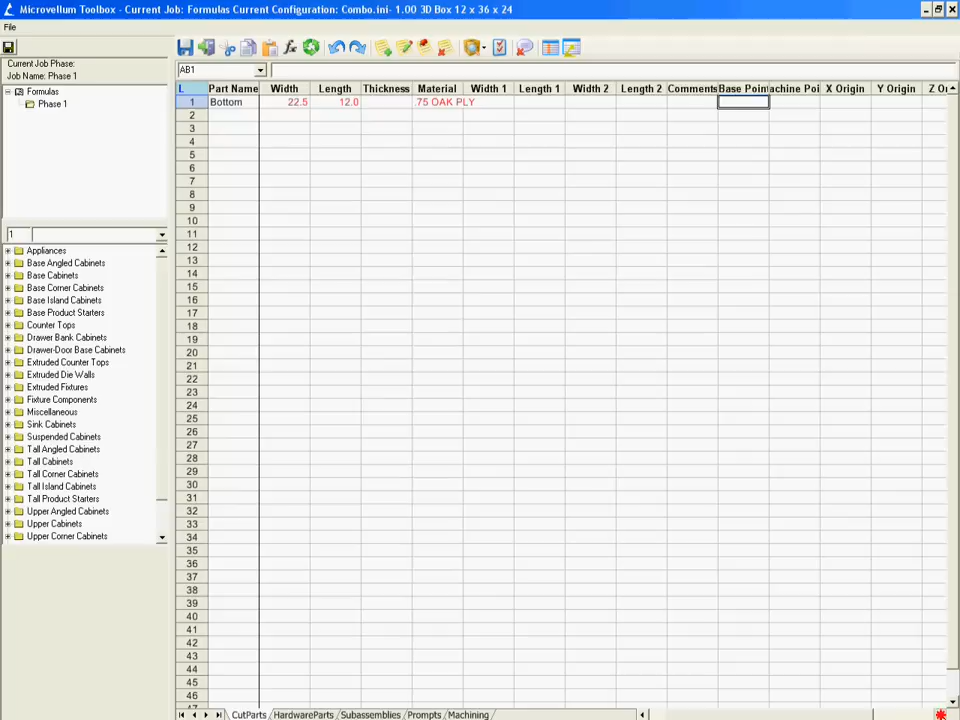 Microvellum Toolbox - Current Job: Formulas Current Configuration: Combo.ini- 1.00 3D Box 12 x 36 x 24
File
Current Job Phase:
Job Name: Phase 1
Formulas
Phase 1
1
Appliances
Base Angled Cabinets
Base Cabinets
Base Corner Cabinets
Base Island Cabinets
Base Product Starters
Counter Tops
Drawer Bank Cabinets
Drawer-Door Base Cabinets
Extruded Counter Tops
Extruded Die Walls
Extruded Fixtures
Fixture Components
Miscellaneous
Sink Cabinets
Suspended Cabinets
Tall Angled Cabinets
Tall Cabinets
Tall Corner Cabinets
Tall Island Cabinets
Tall Product Starters
Upper Angled Cabinets
Upper Cabinets
Upper Corner Cabinets
AB1
L Part Name Width Length Thickness Material Width 1 Length 1 Width 2 Length 2 Comments Base Poin achine Poi X Origin Y Origin Z O
1 Bottom 22.5 12.0 .75 OAK PLY
2
3
4
5
6
7
8
9
10
11
12
13
14
15
16
17
18
19
20
21
22
23
24
25
26
27
28
29
30
31
32
33
34
35
36
37
38
39
40
41
42
43
44
45
46
CutParts HardwareParts Subassemblies Prompts Machining